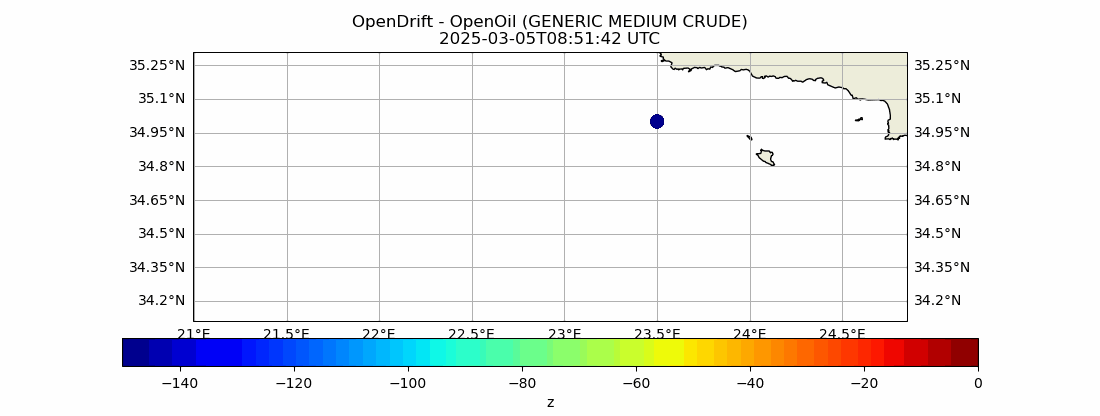 OpenDrift - OpenOil (GENERIC MEDIUM CRUDE)
2025-03-05T08:51:42 UTC
35.25°N 35.25°N
35.1°N 35.1°N
34.95°N 34.95°N
34.8°N 34.8°N
34.65°N 34.65°N
34.5°N 34.5°N
34.35°N 34.35°N
34.2°N 34.2°N
21°E 21.5°E 22°E 22.5°E 23°E 23.5°E 24°E 24.5°E
−140 −120 −100 −80 −60 −40 −20 0
z